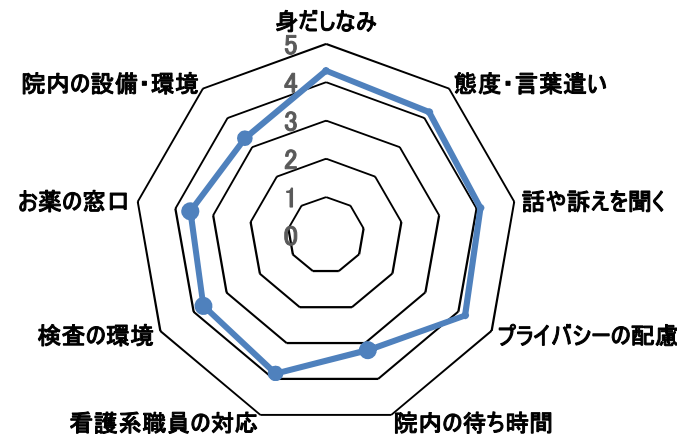 身だしなみ
5
院内の設備・環境
4
態度・言葉遣い
3
2
お薬の窓口
1
話や訴えを聞く
0
検査の環境
プライバシーの配慮
看護系職員の対応
院内の待ち時間